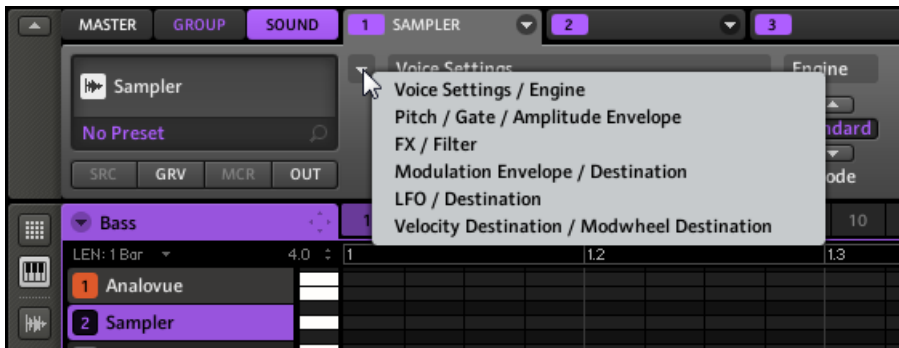 MASTER GROUP SOUND 1 SAMPLER 2 3
Voice Settings Engine
Sampler
No Preset
SRC GRV MCR OUT
Voice Settings / Engine
Pitch / Gate / Amplitude Envelope
FX / Filter
Modulation Envelope / Destination
LFO / Destination
Velocity Destination / Modwheel Destination
Bass 1 10
LEN: 1 Bar 4.0 1 1.2 1.3
1 Analovue
2 Sampler